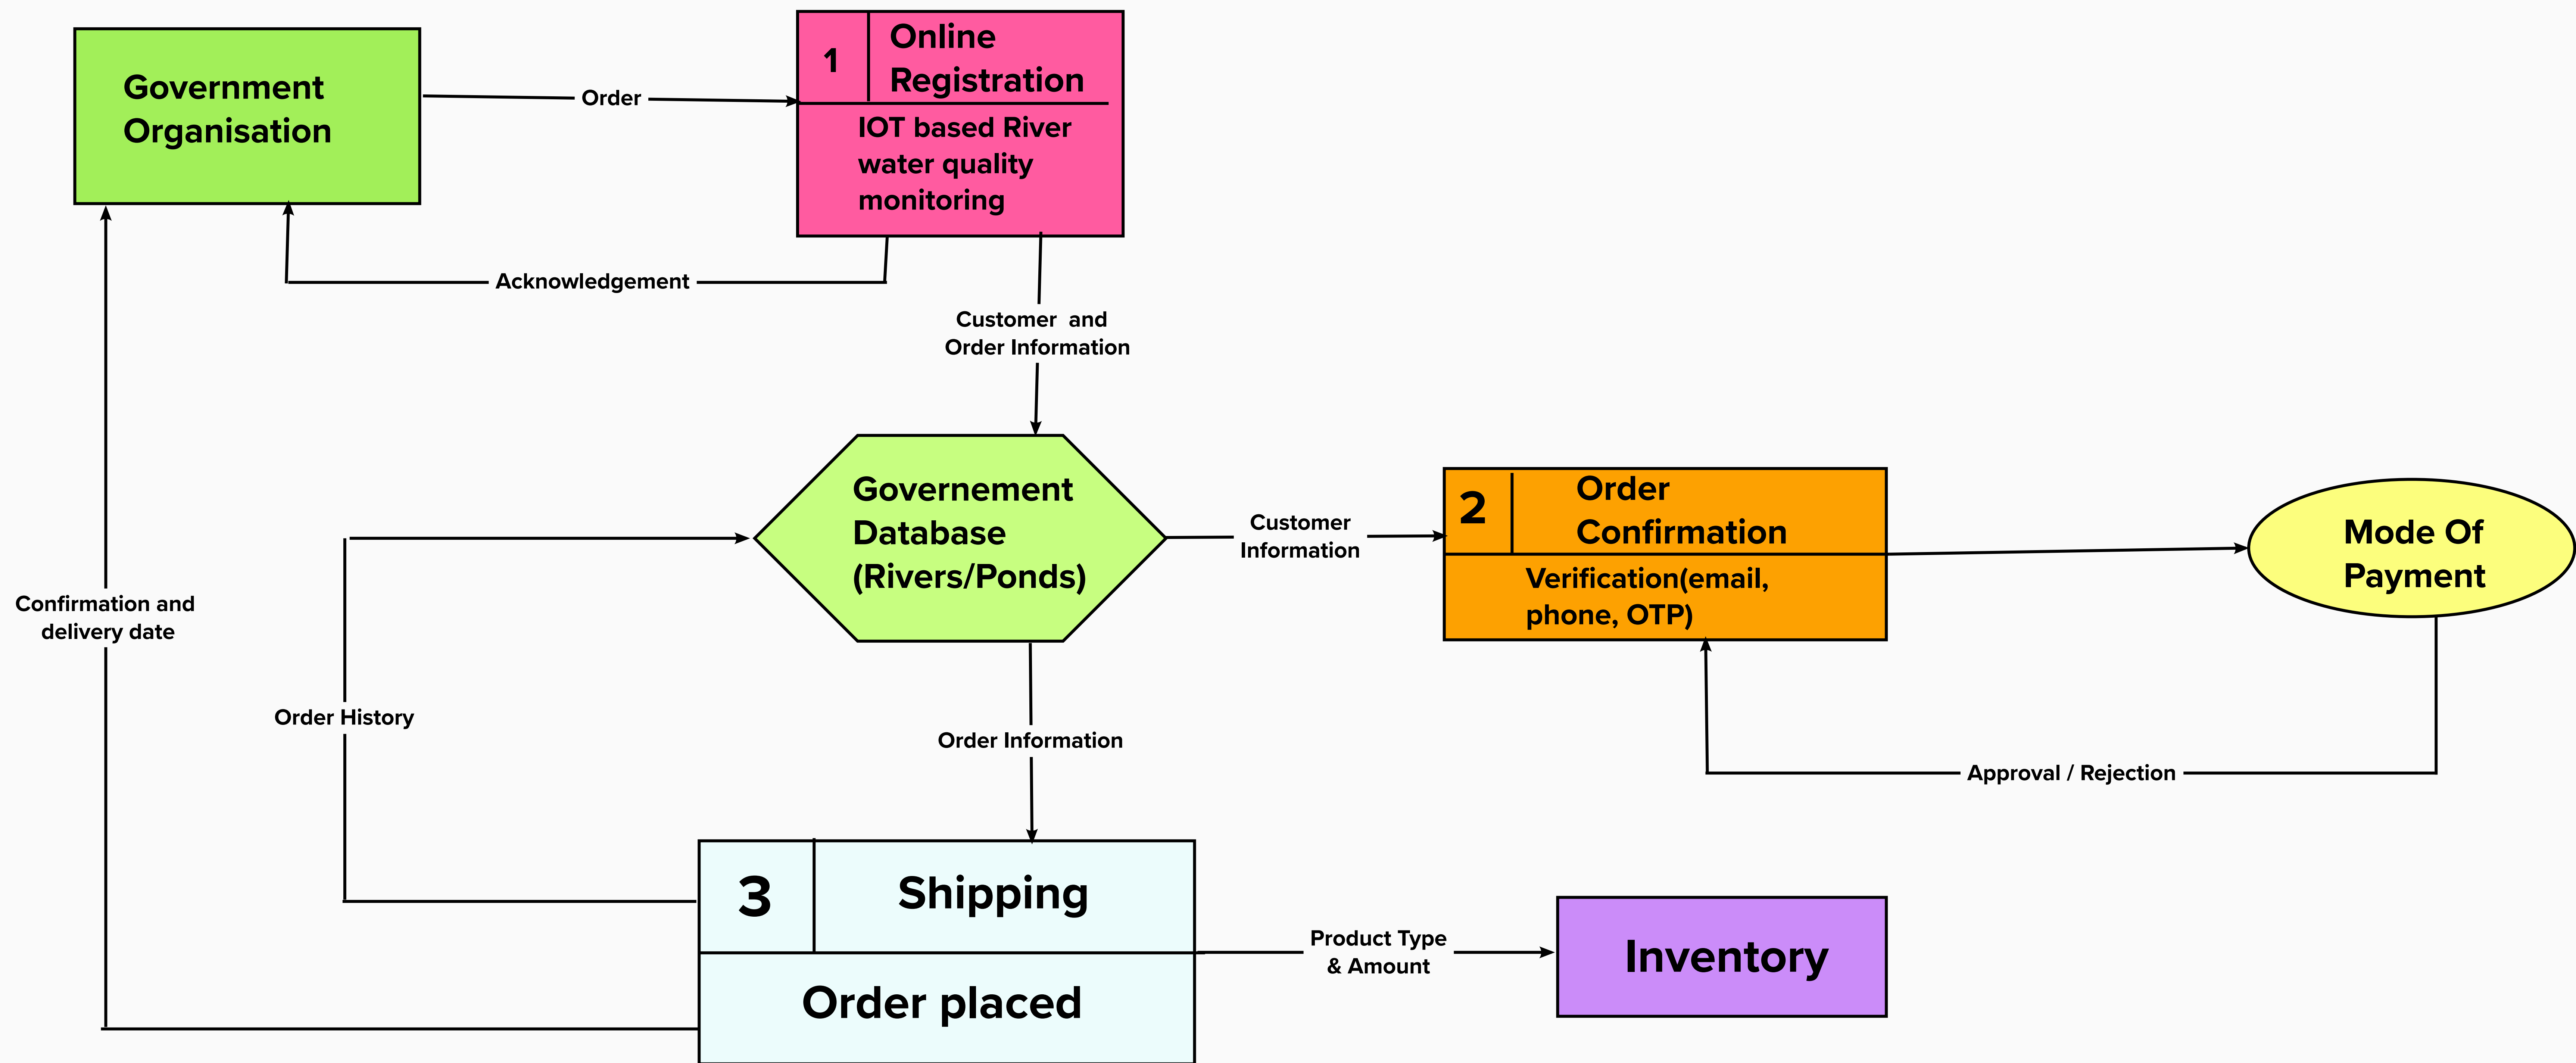 Government
Organisation
Order
1
Online
Registration
IOT based River
water quality
monitoring
Acknowledgement
Customer and
Order Information
Governement
Database
(Rivers/Ponds)
Customer
Information
2
Order
Confirmation
Verification(email,
phone, OTP)
Mode Of
Payment
Confirmation and
delivery date
Order History
Order Information
Approval / Rejection
3
Shipping
Order placed
Product Type
& Amount
Inventory